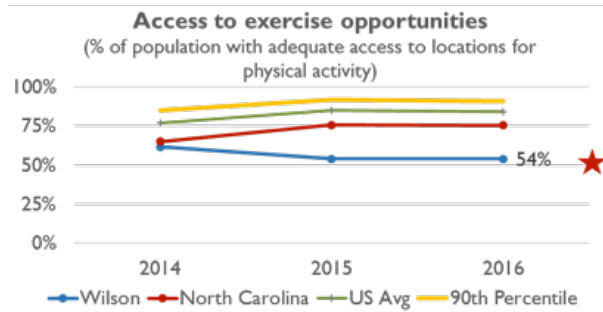 Access to exercise opportunities
(% of population with adequate access to locations for
physical activity)
100%
75%
50%
25%
0%
54%
2014 2015 2016
Wilson North Carolina US Avg 90th Percentile